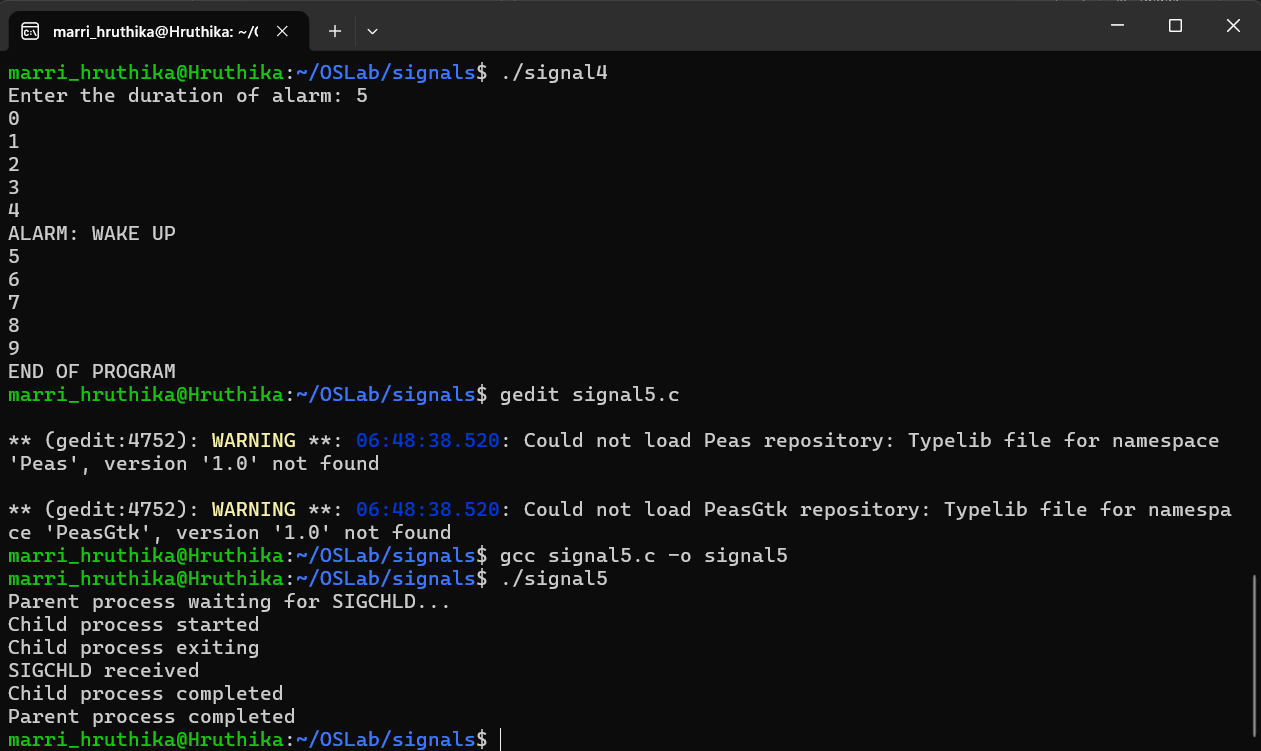 marri_hruthika@Hruthika: ~/(
marri_hruthika@Hruthika:~/OSLab/signals$ ./signal4
Enter the duration of alarm: 5
0
1
2
3
4
ALARM: WAKE UP
5
6
7
8
9
END OF PROGRAM
marri_hruthika@Hruthika:~/OSLab/signals$ gedit signal5.c
** (gedit:4752): WARNING **: 06:48:38.520: Could not load Peas repository: Typelib file for namespace
'Peas', version '1.0' not found
** (gedit:4752): WARNING **: 06:48:38.520: Could not load PeasGtk repository: Typelib file for namespa
ce 'PeasGtk', version '1.0' not found
marri_hruthika@Hruthika:~/OSLab/signals$ gcc signal5.c -o signal5
marri_hruthika@Hruthika:~/OSLab/signals$ ./signal5
Parent process waiting for SIGCHLD...
Child process started
Child process exiting
SIGCHLD received
Child process completed
Parent process completed
marri_hruthika@Hruthika:~/OSLab/signals$